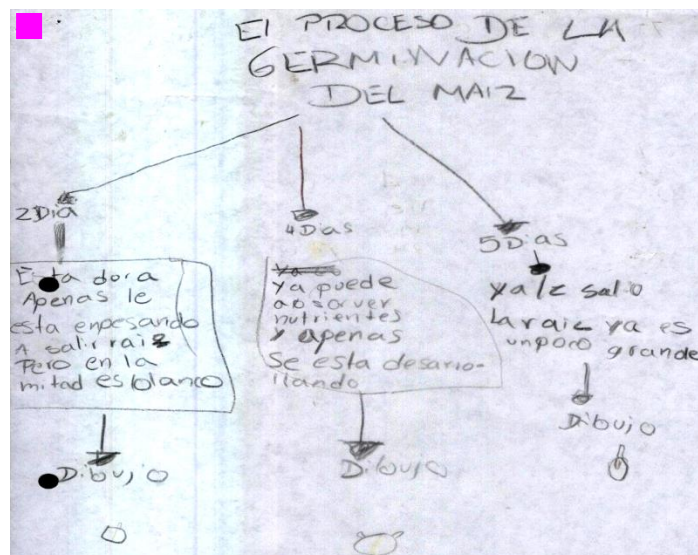 El PROCESO DE LA
GERMINACION
DEL MAIZ
2 Dia
Esta dora
Apenas le
esta enpesando
A salir raiz
Pero en la
mitad es blanco
Dibujo
4 Dias
Ya puede
absorver
nutrientes
y apenas
Se esta desarro-
llando
Dibujo
5 Dias
ya le salio
La raiz ya es
un poco grande
Dibujo